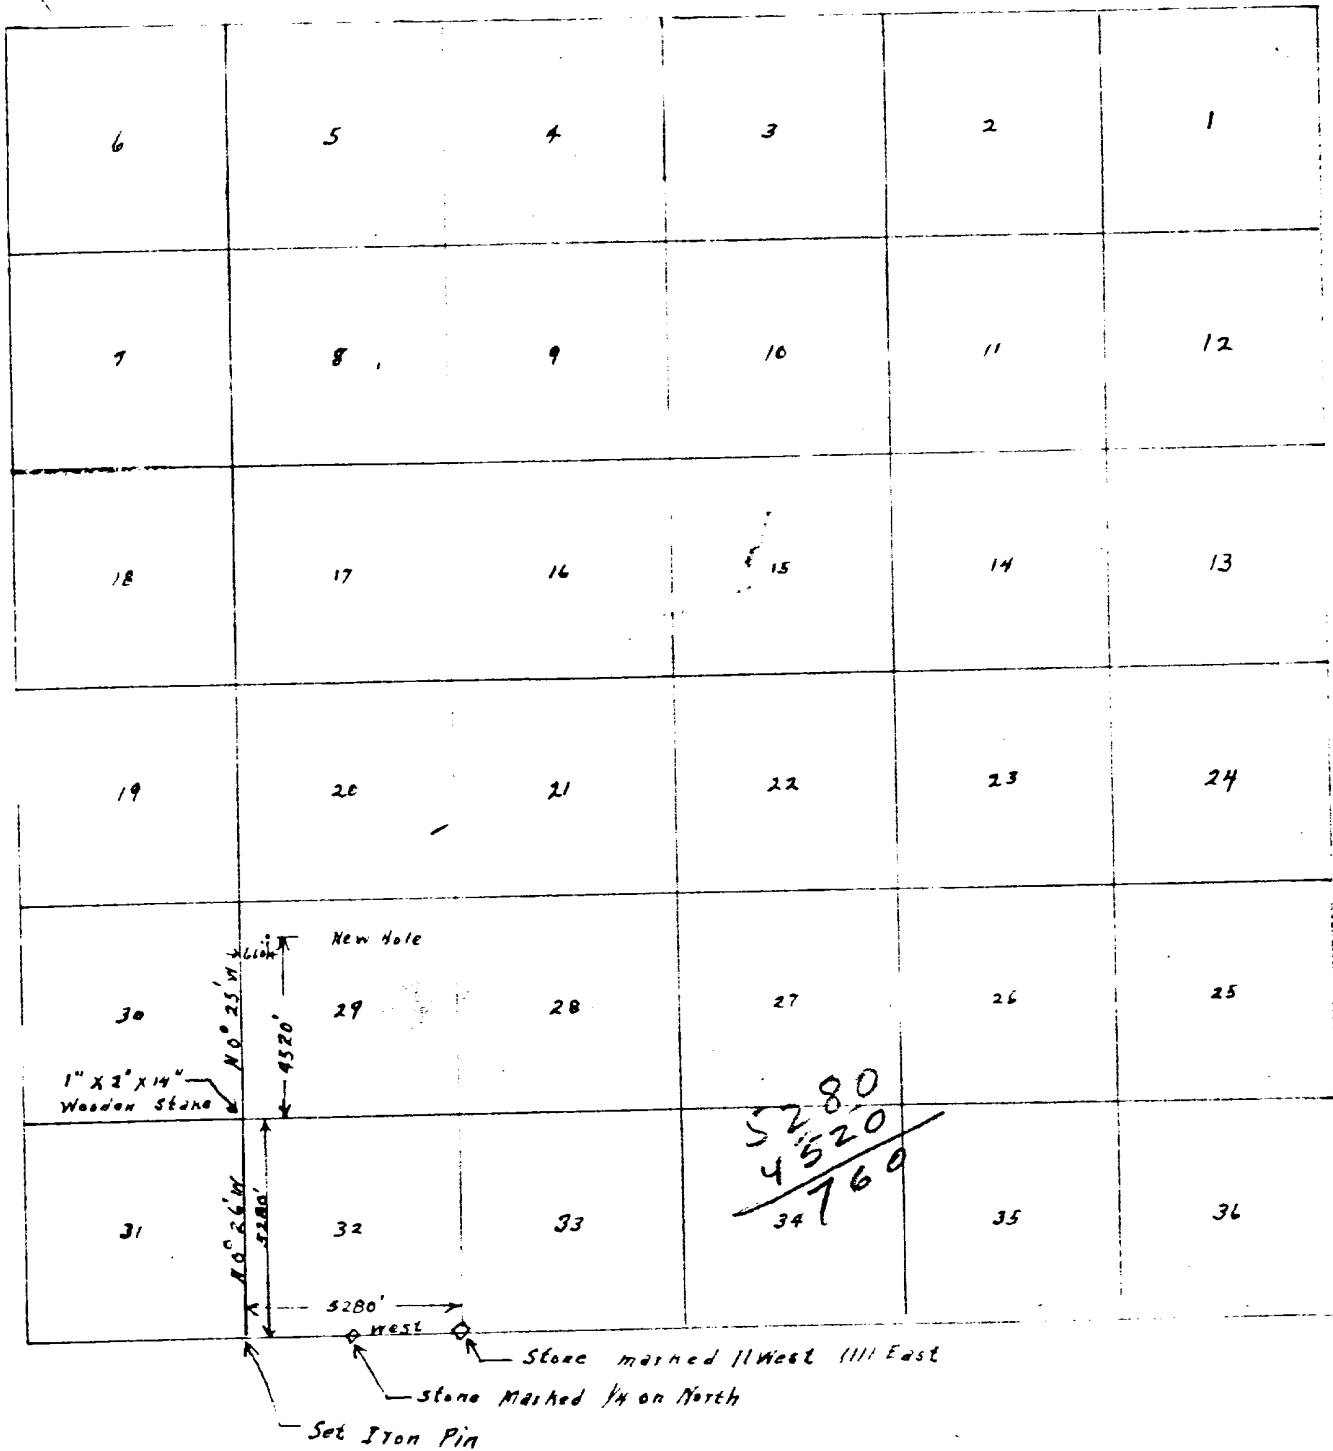 6 5 4 3 2 1
7 8 9 10 11 12
18 17 16 15 14 13
19 20 21 22 23 24
New Hole
660'
30 29 28 27 26 25
N 0° 25' W
4520'
1" X 2" X 14"
Wooden Stake
5280
4520
760
31 32 33 34 35 36
N 0° 26' W
5280'
5280'
West
Stone marked 11 West 1111 East
Stone Marked 1/4 on North
Set Iron Pin